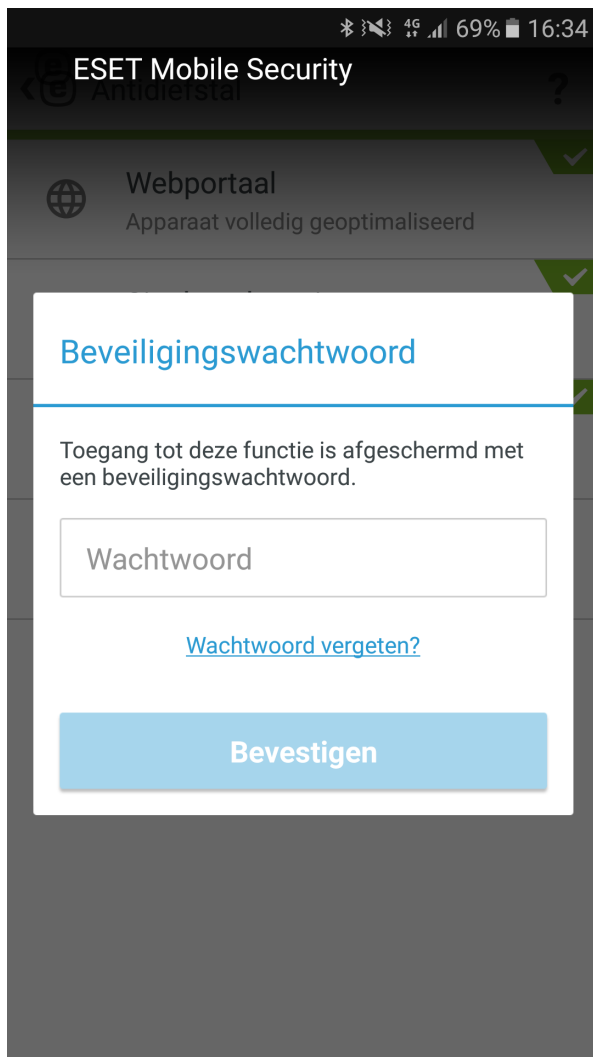 4G 69% 16:34
ESET Mobile Security
Antidiefstal ?
Webportaal
Apparaat volledig geoptimaliseerd
Beveiligingswachtwoord
Toegang tot deze functie is afgeschermd met
een beveiligingswachtwoord.
Wachtwoord
Wachtwoord vergeten?
Bevestigen